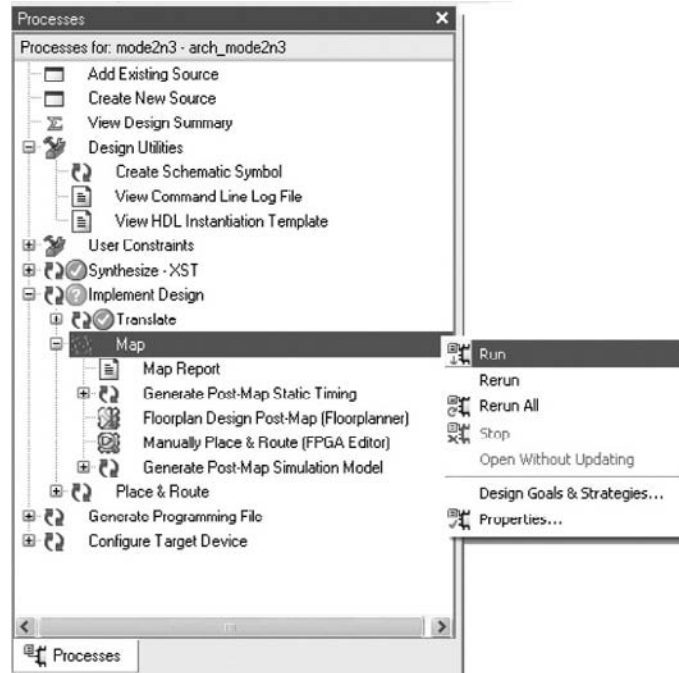 Processes
Processes for: mode2n3 - arch_mode2n3
Add Existing Source
Create New Source
View Design Summary
Design Utilities
Create Schematic Symbol
View Command Line Log File
View HDL Instantiation Template
User Constraints
Synthesize - XST
Implement Design
Translate
Map
Map Report
Generate Post-Map Static Timing
Floorplan Design Post-Map (Floorplanner)
Manually Place & Route (FPGA Editor)
Generate Post-Map Simulation Model
Place & Route
Generate Programming File
Configure Target Device
Run
Rerun
Rerun All
Stop
Open Without Updating
Design Goals & Strategies...
Properties...
Processes